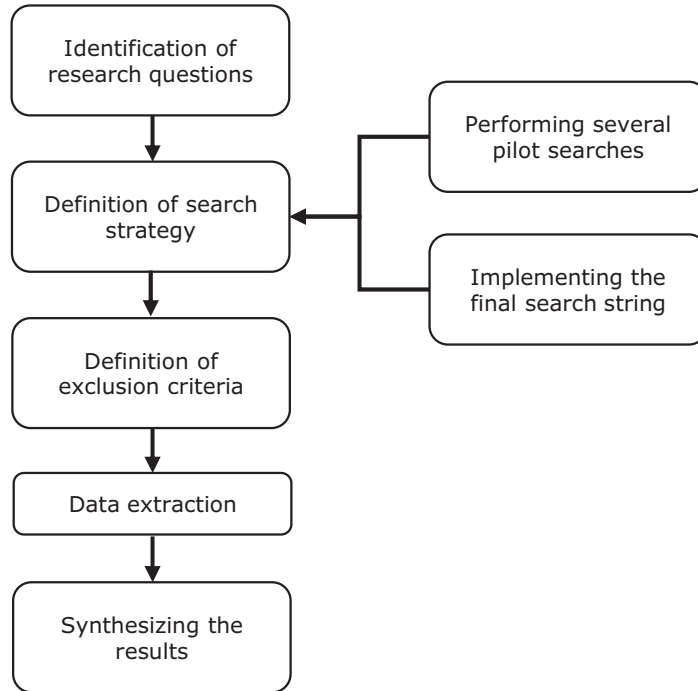 Identification of
research questions
Performing several
pilot searches
Definition of search
strategy
Implementing the
final search string
Definition of
exclusion criteria
Data extraction
Synthesizing the
results